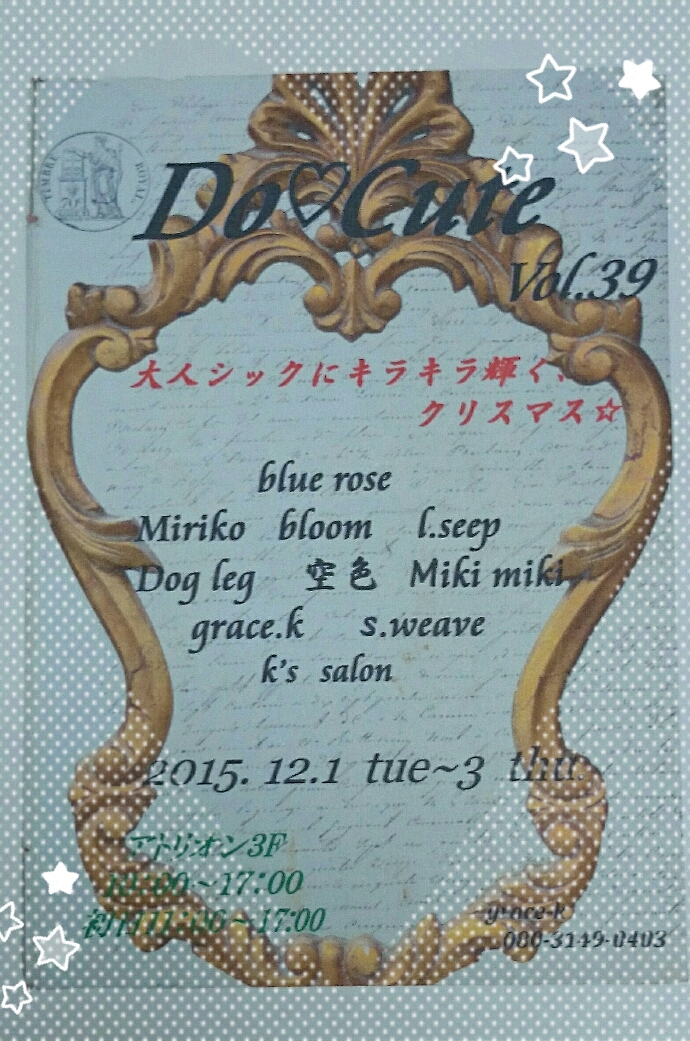 TIMBRE ROYAL
Do♡Cute
Vol.39
大人シックにキラキラ輝く、
クリスマス☆
blue rose
Miriko bloom l.seep
Dog leg 空色 Miki miki
grace.k s.weave
k's salon
2015. 12.1 tue~3 thu.
アトリオン3F
10:00~17:00
初日11:00~17:00
grace-k
080-3149-0403